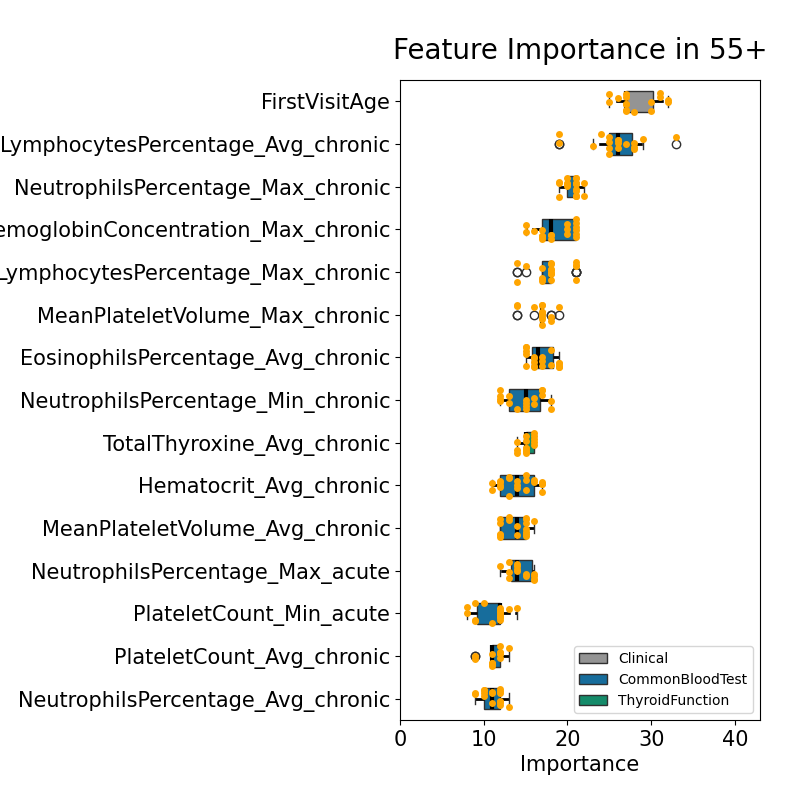 Feature Importance in 55+
FirstVisitAge
LymphocytesPercentage_Avg_chronic
NeutrophilsPercentage_Max_chronic
emoglobinConcentration_Max_chronic
LymphocytesPercentage_Max_chronic
MeanPlateletVolume_Max_chronic
EosinophilsPercentage_Avg_chronic
NeutrophilsPercentage_Min_chronic
TotalThyroxine_Avg_chronic
Hematocrit_Avg_chronic
MeanPlateletVolume_Avg_chronic
NeutrophilsPercentage_Max_acute
PlateletCount_Min_acute
PlateletCount_Avg_chronic
NeutrophilsPercentage_Avg_chronic
Clinical
CommonBloodTest
ThyroidFunction
0 10 20 30 40
Importance